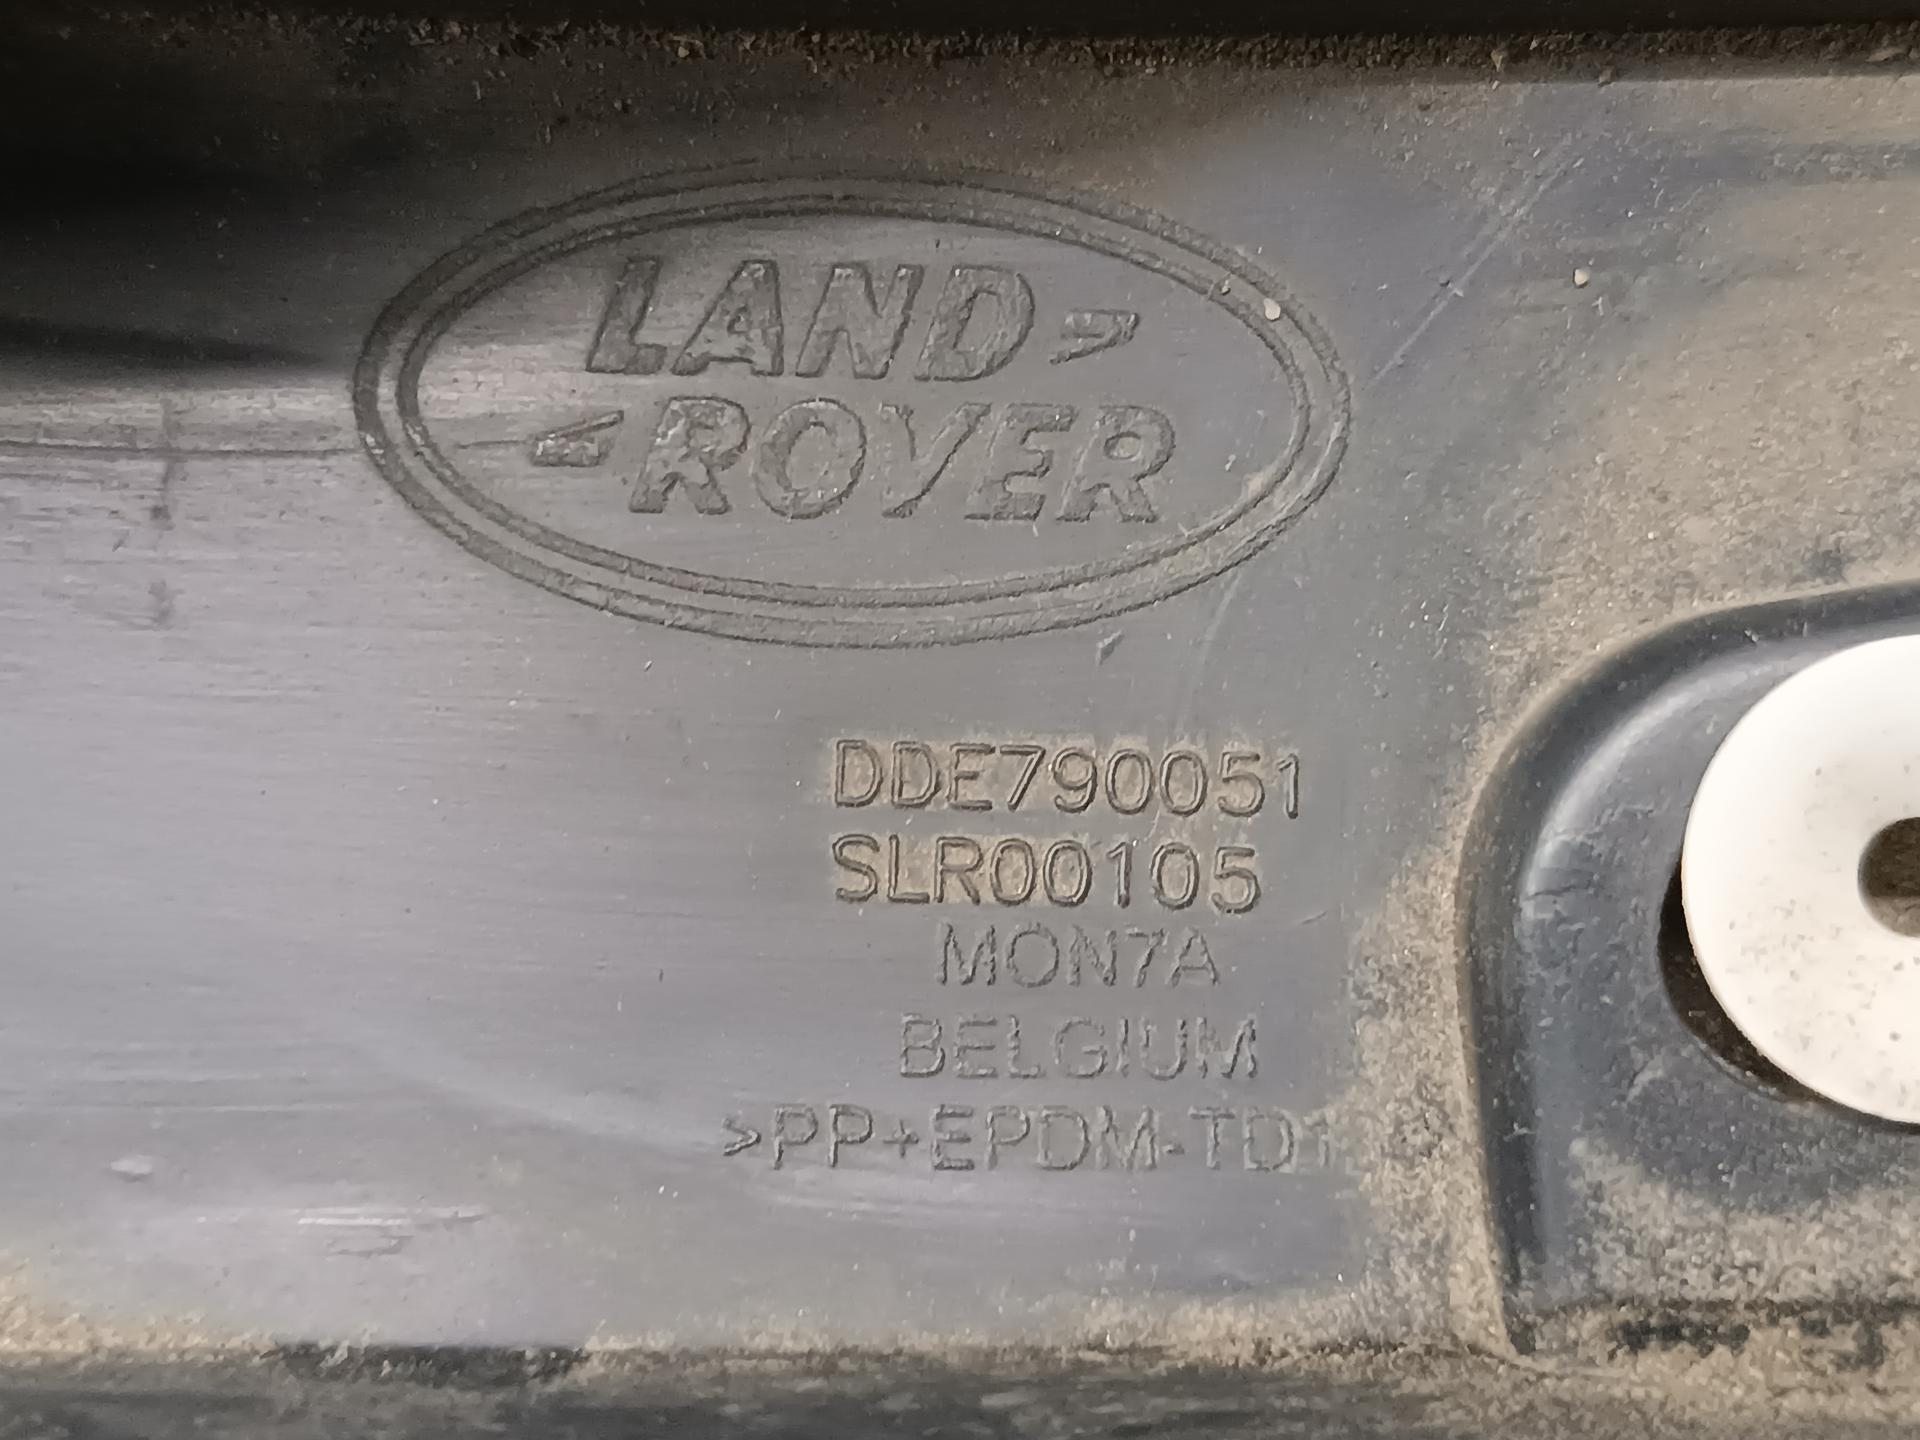 LAND
ROVER
DDE790051
SLR00105
MON7A
BELGIUM
>PP+EPDM-TD1